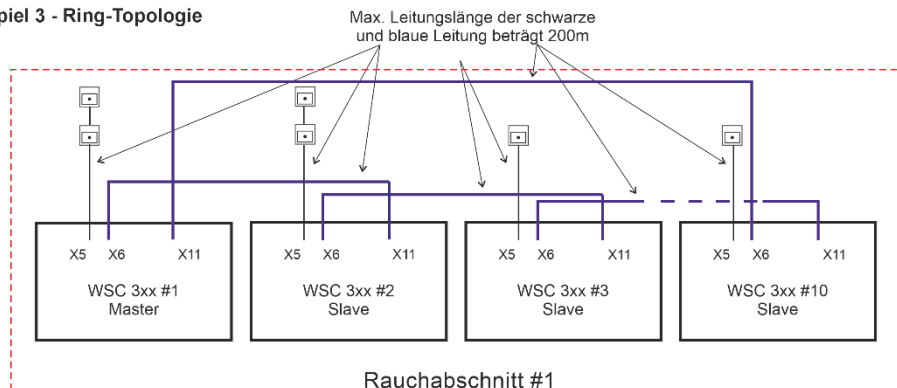 piel 3 - Ring-Topologie
Max. Leitungslänge der schwarze
und blaue Leitung beträgt 200m
X5 X6 X11
WSC 3xx #1
Master
X5 X6 X11
WSC 3xx #2
Slave
X5 X6 X11
WSC 3xx #3
Slave
X5 X6 X11
WSC 3xx #10
Slave
Rauchabschnitt #1